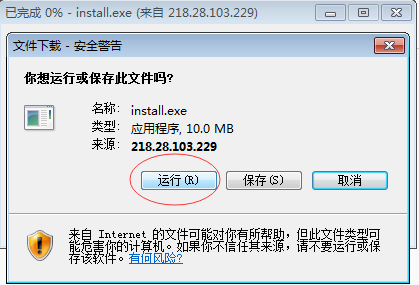 已完成 0% - install.exe (来自 218.28.103.229)
文件下载 - 安全警告
你想运行或保存此文件吗?
名称: install.exe
类型: 应用程序, 10.0 MB
来源: 218.28.103.229
运行(R) 保存(S) 取消
来自 Internet 的文件可能对你有所帮助，但此文件类型可
能危害你的计算机。如果你不信任其来源，请不要运行或保
存该软件。有何风险?